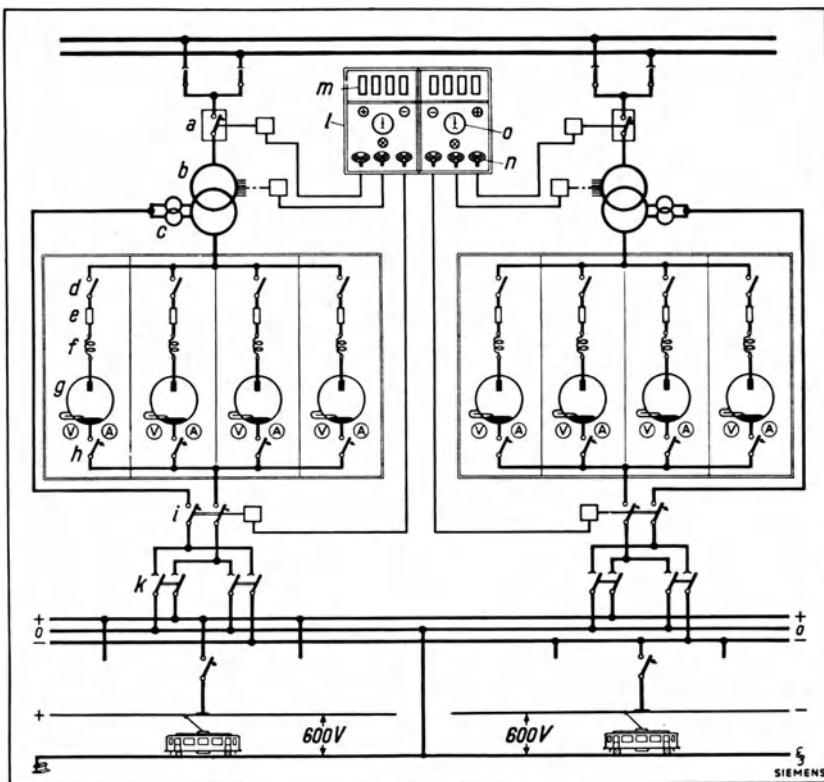 m
a
l
+ − − +
o
b
n
c
d
e
f
g
V A V A V A V A
V A V A V A V A
h
i
k
+ +
o o
− −
+ −
600V 600V
SIEMENS